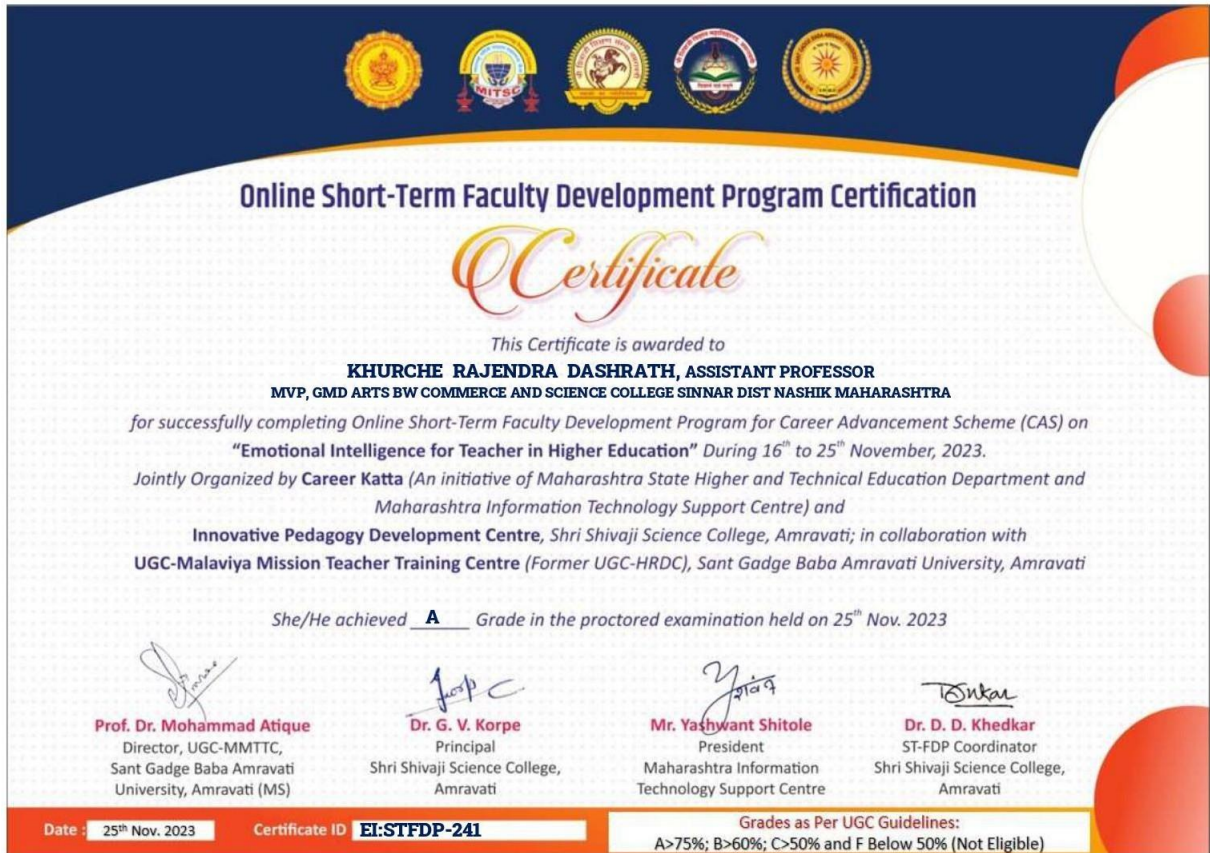 MITSC
Online Short-Term Faculty Development Program Certification
Certificate
This Certificate is awarded to
KHURCHE RAJENDRA DASHRATH, ASSISTANT PROFESSOR
MVP, GMD ARTS BW COMMERCE AND SCIENCE COLLEGE SINNAR DIST NASHIK MAHARASHTRA
for successfully completing Online Short-Term Faculty Development Program for Career Advancement Scheme (CAS) on
“Emotional Intelligence for Teacher in Higher Education” During 16th to 25th November, 2023.
Jointly Organized by Career Katta (An initiative of Maharashtra State Higher and Technical Education Department and
Maharashtra Information Technology Support Centre) and
Innovative Pedagogy Development Centre, Shri Shivaji Science College, Amravati; in collaboration with
UGC-Malaviya Mission Teacher Training Centre (Former UGC-HRDC), Sant Gadge Baba Amravati University, Amravati
She/He achieved A Grade in the proctored examination held on 25th Nov. 2023
Prof. Dr. Mohammad Atique
Director, UGC-MMTTC,
Sant Gadge Baba Amravati
University, Amravati (MS)
Dr. G. V. Korpe
Principal
Shri Shivaji Science College,
Amravati
Mr. Yashwant Shitole
President
Maharashtra Information
Technology Support Centre
Dr. D. D. Khedkar
ST-FDP Coordinator
Shri Shivaji Science College,
Amravati
Date : 25th Nov. 2023
Certificate ID EI:STFDP-241
Grades as Per UGC Guidelines:
A>75%; B>60%; C>50% and F Below 50% (Not Eligible)